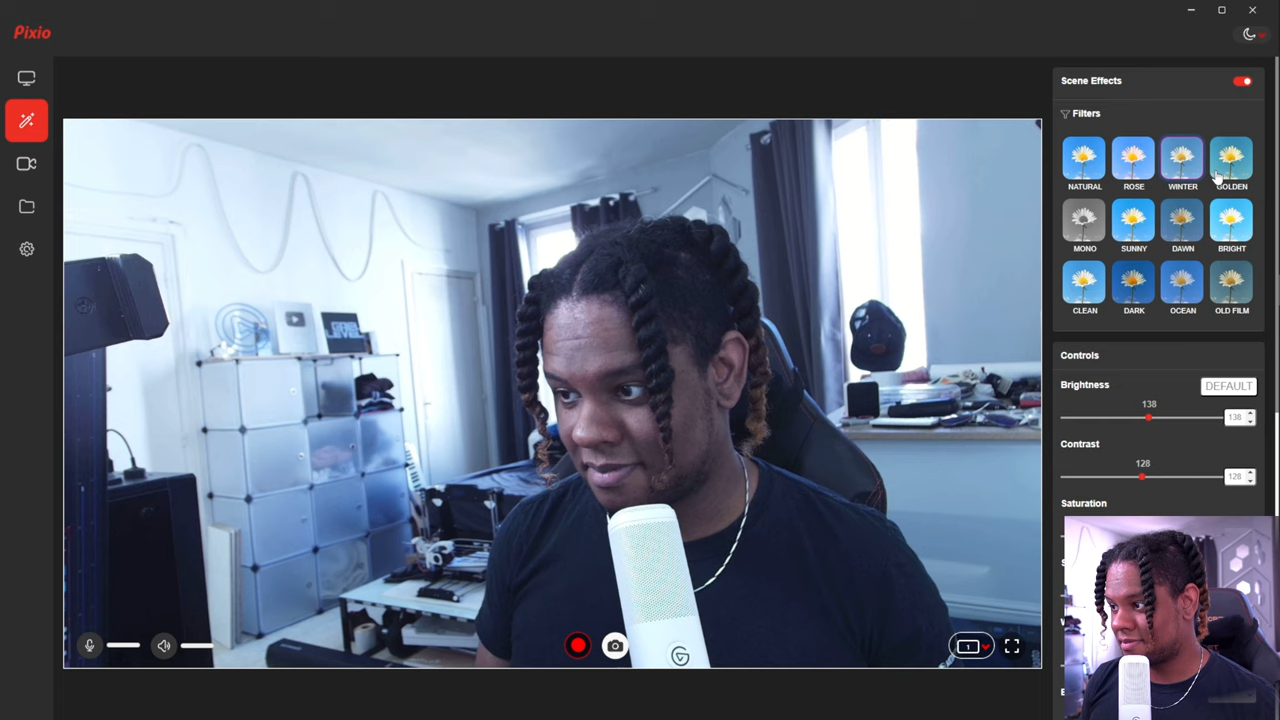 Pixio
Scene Effects
Filters
NATURAL ROSE WINTER GOLDEN
MONO SUNNY DAWN BRIGHT
CLEAN DARK OCEAN OLD FILM
Controls
Brightness DEFAULT
138
138
Contrast
128
128
Saturation
1